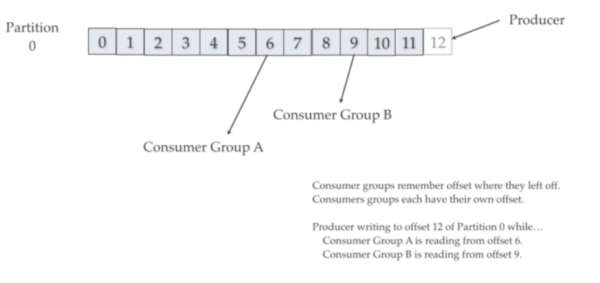 Producer
Partition
0
0 1 2 3 4 5 6 7 8 9 10 11 12
Consumer Group B
Consumer Group A
Consumer groups remember offset where they left off.
Consumers groups each have their own offset.
Producer writing to offset 12 of Partition 0 while...
Consumer Group A is reading from offset 6.
Consumer Group B is reading from offset 9.